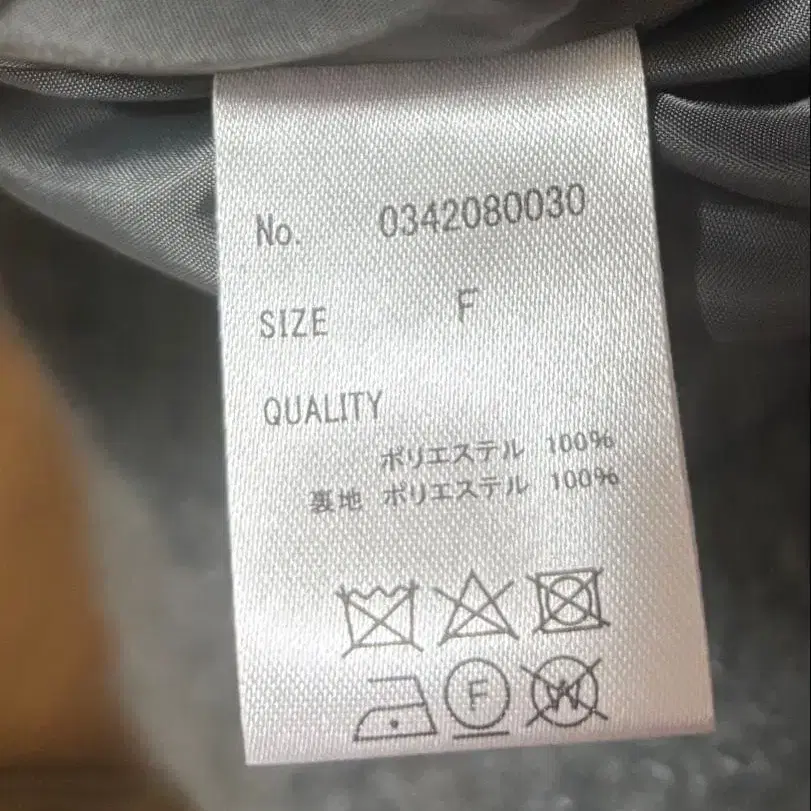 No. 0342080030
SIZE F
QUALITY
ポリエステル 100%
裏地 ポリエステル 100%
F W